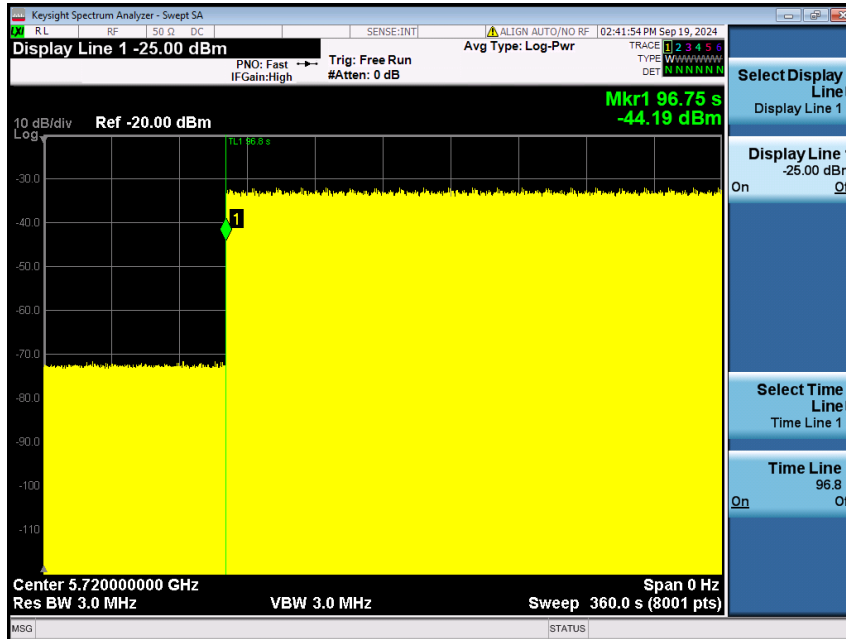 Keysight Spectrum Analyzer - Swept SA
LXI RL RF 50 Ω DC SENSE:INT ALIGN AUTO/NO RF 02:41:54 PM Sep 19, 2024
Display Line 1 -25.00 dBm
PNO: Fast
IFGain:High
Trig: Free Run
#Atten: 0 dB
Avg Type: Log-Pwr
TRACE 1 2 3 4 5 6
TYPE WWWWWW
DET N N N N N N
Mkr1 96.75 s
-44.19 dBm
10 dB/div Ref -20.00 dBm
Log
TL1 96.8 s
-30.0
1
-40.0
-50.0
-60.0
-70.0
-80.0
-90.0
-100
-110
Center 5.720000000 GHz Span 0 Hz
Res BW 3.0 MHz VBW 3.0 MHz Sweep 360.0 s (8001 pts)
MSG STATUS
Select Display
Line
Display Line 1
Display Line
-25.00 dBm
On
Select Time
Line
Time Line 1
Time Line
96.8
On